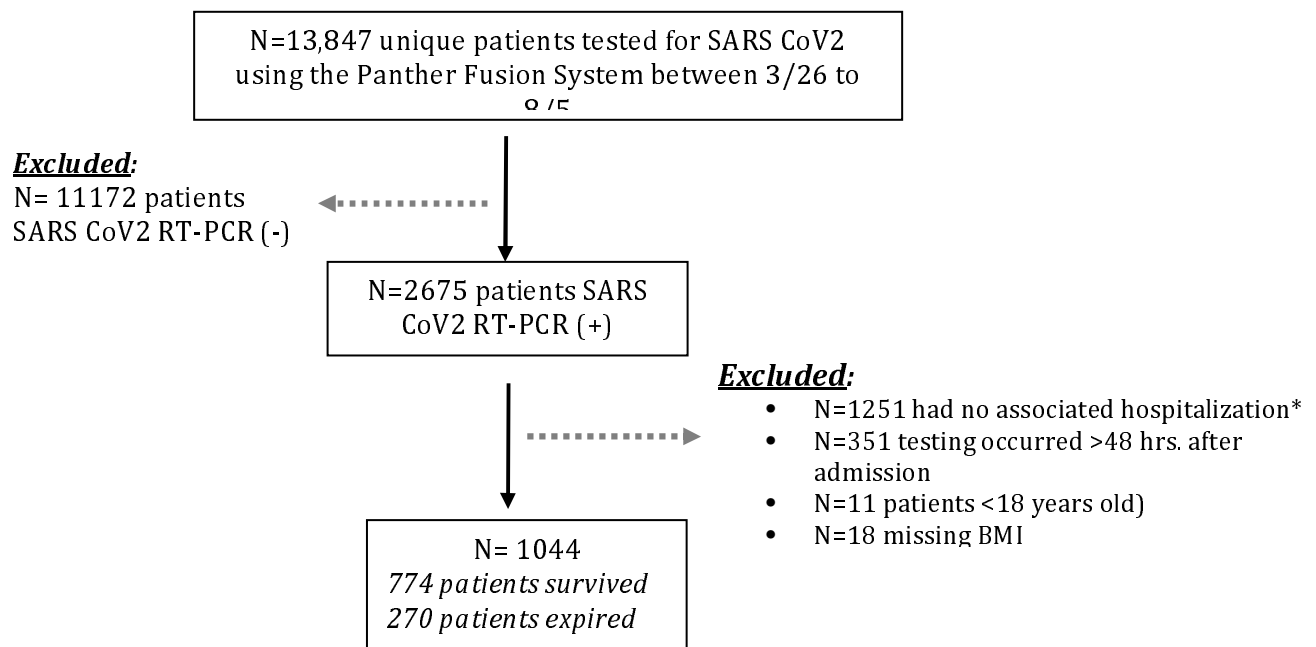 N=13,847 unique patients tested for SARS CoV2
using the Panther Fusion System between 3/26 to
8/5
Excluded:
N= 11172 patients
SARS CoV2 RT-PCR (-)
N=2675 patients SARS
CoV2 RT-PCR (+)
Excluded:
• N=1251 had no associated hospitalization*
• N=351 testing occurred >48 hrs. after
admission
• N=11 patients <18 years old)
• N=18 missing BMI
N= 1044
774 patients survived
270 patients expired